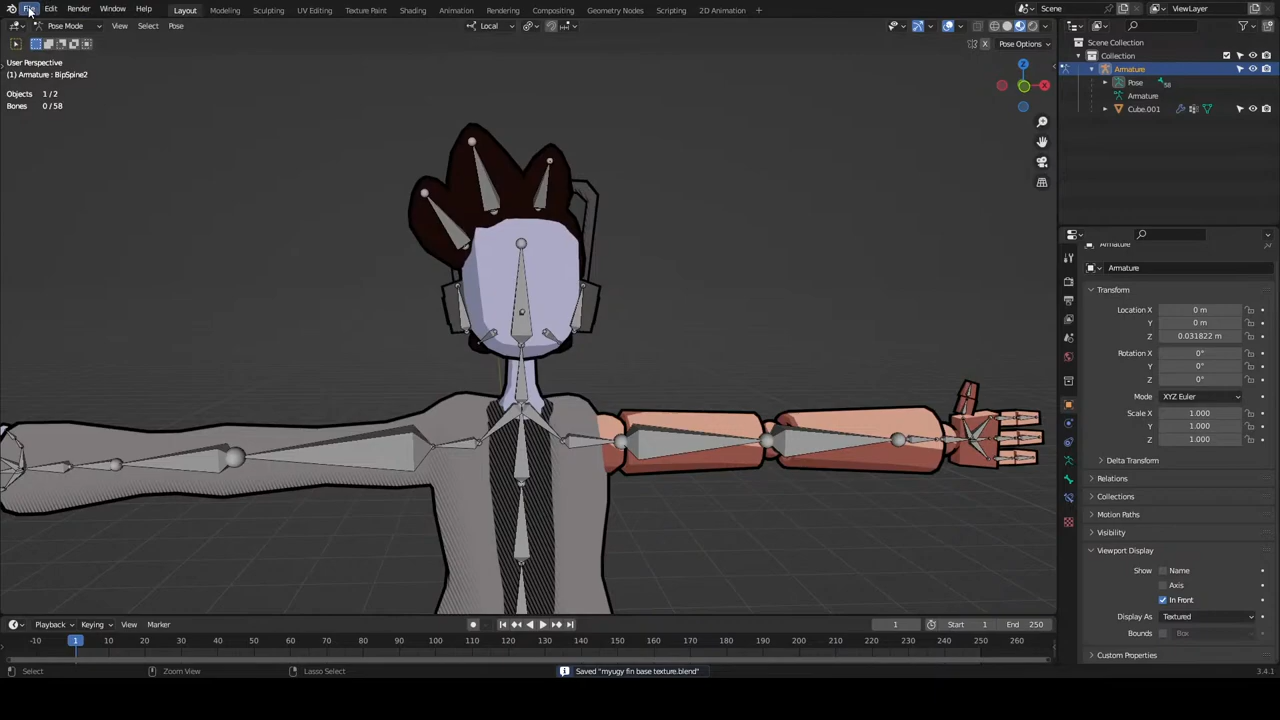 File Edit Render Window Help Layout Modeling Sculpting UV Editing Texture Paint Shading Animation Rendering Compositing Geometry Nodes Scripting 2D Animation + Scene ViewLayer
Pose Mode View Select Pose Local
X Pose Options
User Perspective
(1) Armature : BipSpine2
Objects 1/2
Bones 0/58
Z
X
Scene Collection
Collection
Armature
Pose 58
Armature
Cube.001
Armature
Armature
Transform
Location X 0 m
Y 0 m
Z 0.031822 m
Rotation X 0°
Y 0°
Z 0°
Mode XYZ Euler
Scale X 1.000
Y 1.000
Z 1.000
Delta Transform
Relations
Collections
Motion Paths
Visibility
Viewport Display
Show Name
Axis
In Front
Display As Textured
Bounds Box
Custom Properties
Playback Keying View Marker 1 Start 1 End 250
-10 1 10 20 30 40 50 60 70 80 90 100 110 120 130 140 150 160 170 180 190 200 210 220 230 240 250 260
Select Zoom View Lasso Select Saved "myugy fin base texture.blend" 3.4.1